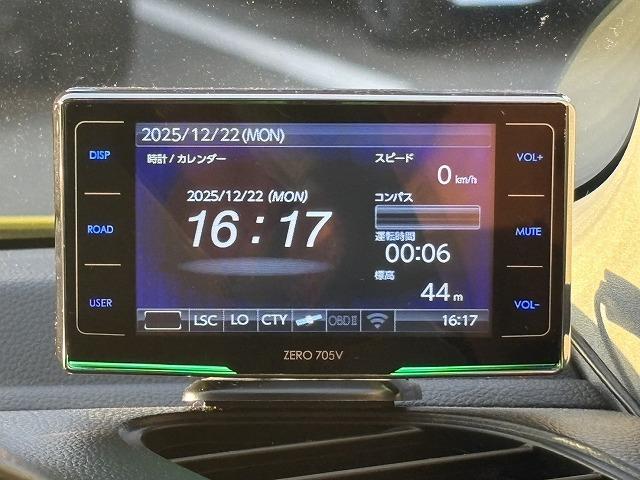 2025/12/22(MON)
DISP
ROAD
USER
時計/カレンダー
2025/12/22 (MON)
16:17
スピード
0 km/h
コンパス
運転時間
00:06
標高
44 m
LSC LO CTY OBDⅡ 16:17
VOL+
MUTE
VOL-
ZERO 705V